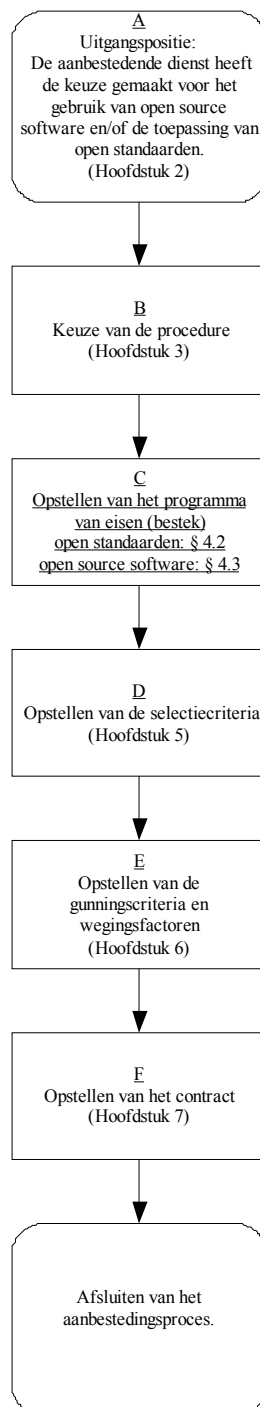 A
Uitgangspositie:
De aanbestedende dienst heeft
de keuze gemaakt voor het
gebruik van open source
software en/of de toepassing van
open standaarden.
(Hoofdstuk 2)
B
Keuze van de procedure
(Hoofdstuk 3)
C
Opstellen van het programma
van eisen (bestek)
open standaarden: § 4.2
open source software: § 4.3
D
Opstellen van de selectiecriteria
(Hoofdstuk 5)
E
Opstellen van de
gunningscriteria en
wegingsfactoren
(Hoofdstuk 6)
F
Opstellen van het contract
(Hoofdstuk 7)
Afsluiten van het
aanbestedingsproces.